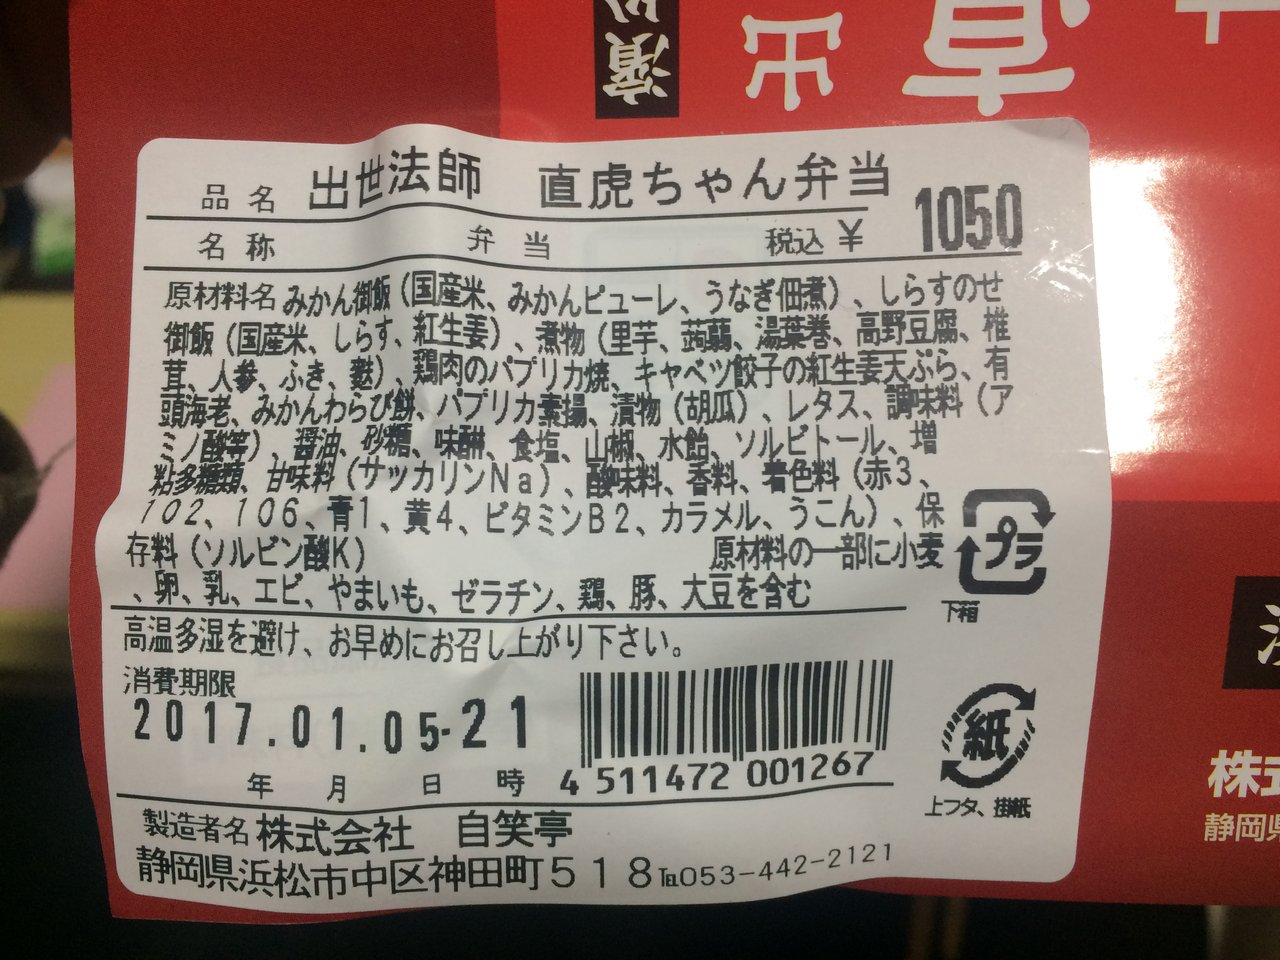 濱
出
直
品名 出世法師 直虎ちゃん弁当
名称 弁当 税込 ¥ 1050
原材料名 みかん御飯（国産米、みかんピューレ、うなぎ佃煮）、しらすのせ
御飯（国産米、しらす、紅生姜）、煮物（里芋、蒟蒻、湯葉巻、高野豆腐、椎
茸、人参、ふき、麩）、鶏肉のパプリカ焼、キャベツ餃子の紅生姜天ぷら、有
頭海老、みかんわらび餅、パプリカ素揚、漬物（胡瓜）、レタス、調味料（ア
ミノ酸等）、醤油、砂糖、味醂、食塩、山椒、水飴、ソルビトール、増
粘多糖類、甘味料（サッカリンNa）、酸味料、香料、着色料（赤3、
102、106、青1、黄4、ビタミンB2、カラメル、うこん）、保
存料（ソルビン酸K） 原材料の一部に小麦
、卵、乳、エビ、やまいも、ゼラチン、鶏、豚、大豆を含む
プラ
下箱
高温多湿を避け、お早めにお召し上がり下さい。
消費期限
2017.01.05-21
年 月 日 時
4 511472 001267
紙
上フタ、掛紙
製造者名 株式会社 自笑亭
静岡県浜松市中区神田町518 ℡053-442-2121
株式
静岡県